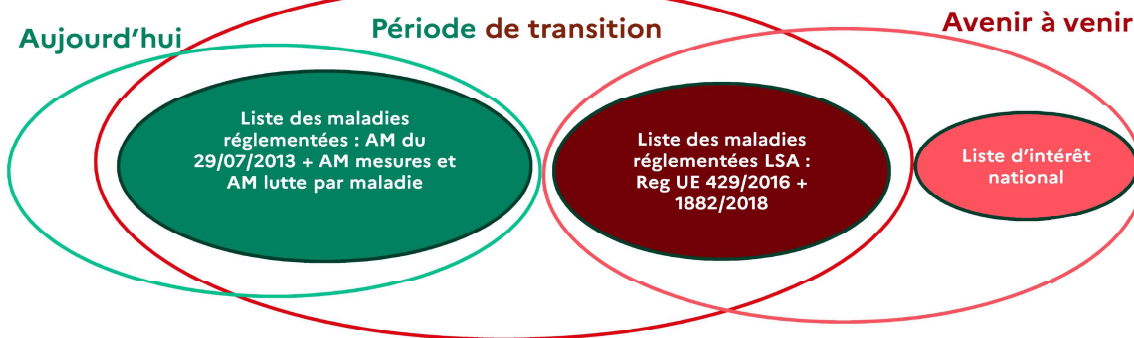 Aujourd'hui
Période de transition
Avenir à venir
Liste des maladies
réglementées : AM du
29/07/2013 + AM mesures et
AM lutte par maladie
Liste des maladies
réglementées LSA :
Reg UE 429/2016 +
1882/2018
Liste d'intérêt
national